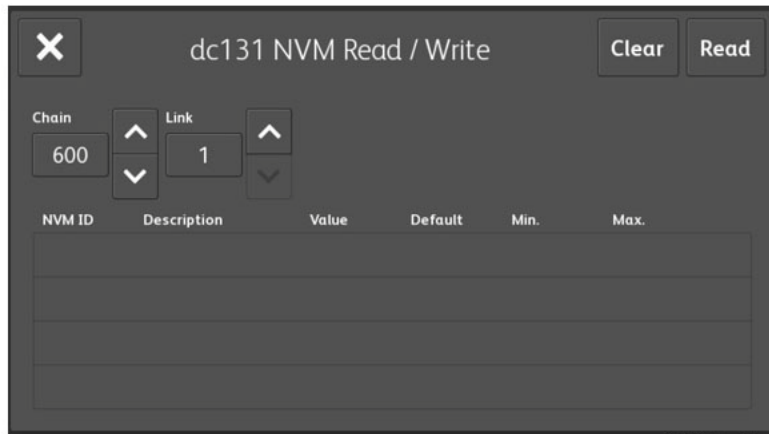 dc131 NVM Read / Write
Clear
Read
Chain
Link
600
1
NVM ID Description Value Default Min. Max.